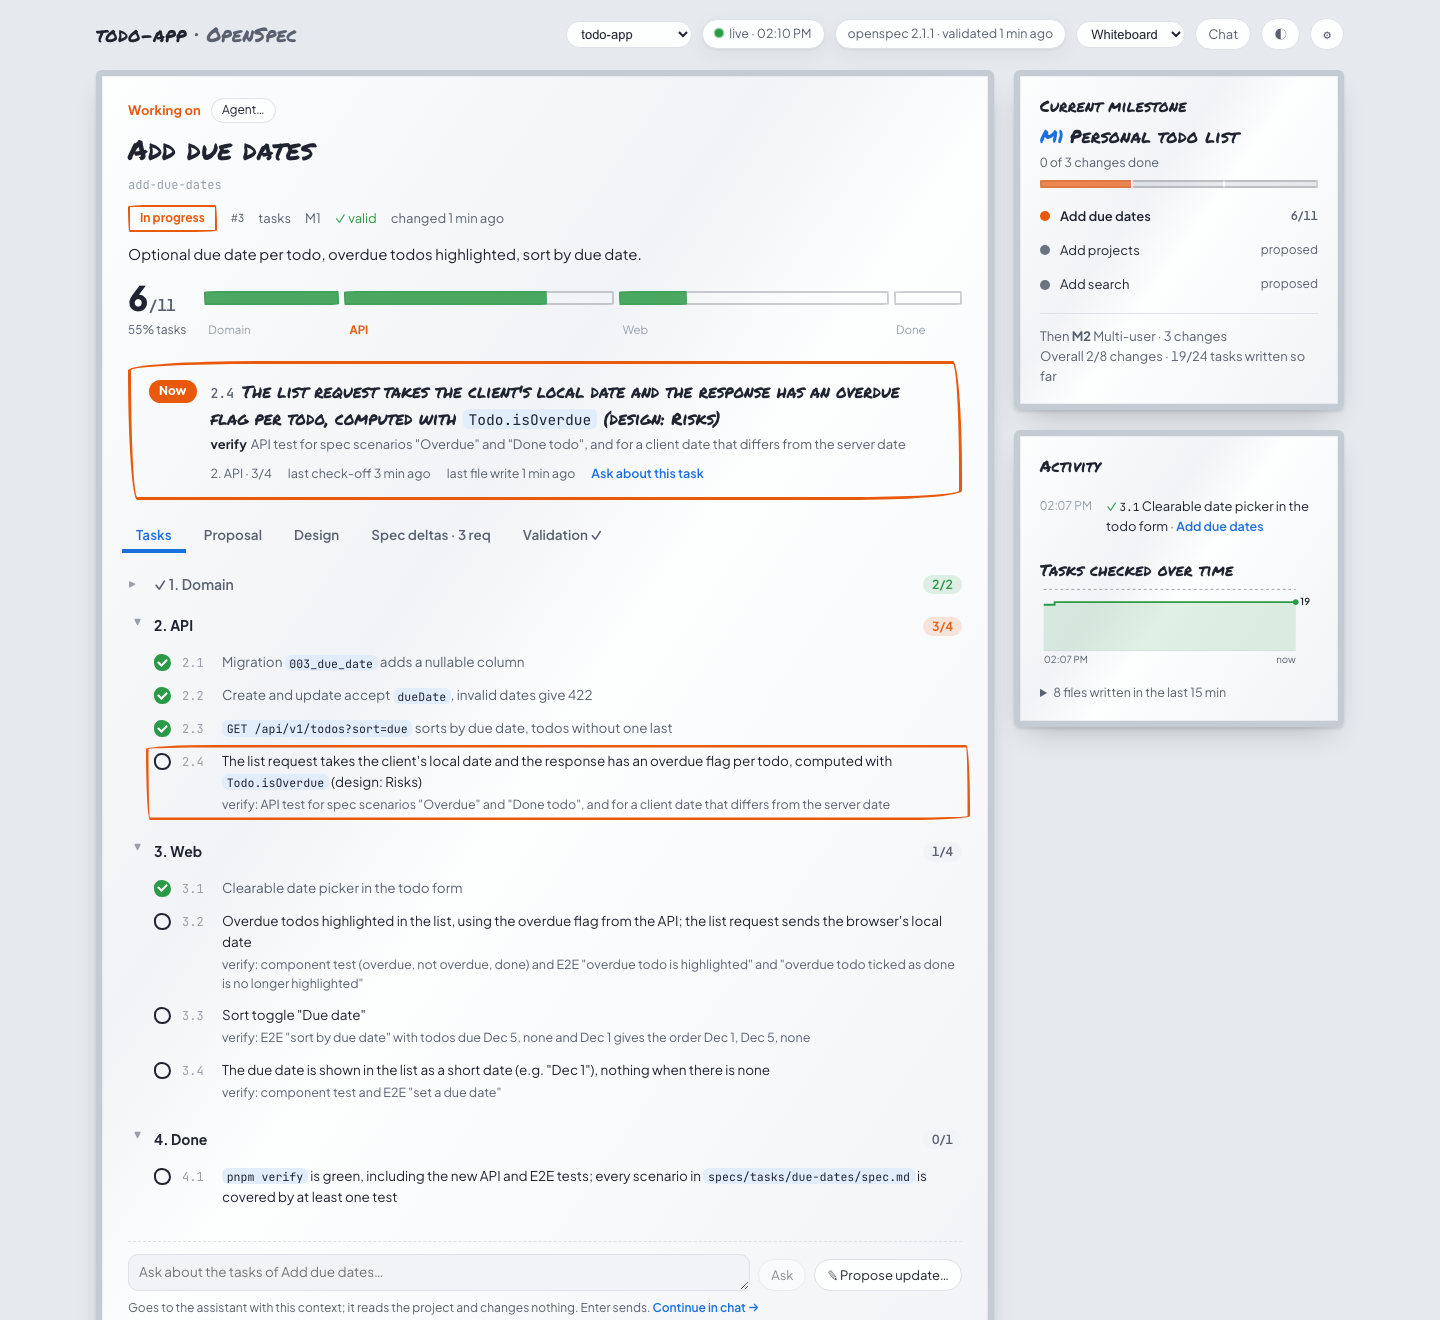 todo-app · OpenSpec
todo-app
live · 02:10 PM
openspec 2.1.1 · validated 1 min ago
Whiteboard
Chat
Working on
Agent…
Add due dates
add-due-dates
In progress
#3
tasks
M1
✓ valid
changed 1 min ago
Optional due date per todo, overdue todos highlighted, sort by due date.
6/11
55% tasks
Domain
API
Web
Done
Now
2.4 The list request takes the client's local date and the response has an overdue
flag per todo, computed with Todo.isOverdue (design: Risks)
verify API test for spec scenarios "Overdue" and "Done todo", and for a client date that differs from the server date
2. API · 3/4
last check-off 3 min ago
last file write 1 min ago
Ask about this task
Tasks
Proposal
Design
Spec deltas · 3 req
Validation ✓
✓ 1. Domain
2/2
2. API
3/4
2.1 Migration 003_due_date adds a nullable column
2.2 Create and update accept dueDate, invalid dates give 422
2.3 GET /api/v1/todos?sort=due sorts by due date, todos without one last
2.4 The list request takes the client's local date and the response has an overdue flag per todo, computed with
Todo.isOverdue (design: Risks)
verify: API test for spec scenarios "Overdue" and "Done todo", and for a client date that differs from the server date
3. Web
1/4
3.1 Clearable date picker in the todo form
3.2 Overdue todos highlighted in the list, using the overdue flag from the API; the list request sends the browser's local
date
verify: component test (overdue, not overdue, done) and E2E "overdue todo is highlighted" and "overdue todo ticked as done
is no longer highlighted"
3.3 Sort toggle "Due date"
verify: E2E "sort by due date" with todos due Dec 5, none and Dec 1 gives the order Dec 1, Dec 5, none
3.4 The due date is shown in the list as a short date (e.g. "Dec 1"), nothing when there is none
verify: component test and E2E "set a due date"
4. Done
0/1
4.1 pnpm verify is green, including the new API and E2E tests; every scenario in specs/tasks/due-dates/spec.md is
covered by at least one test
Ask about the tasks of Add due dates…
Ask
✎ Propose update…
Goes to the assistant with this context; it reads the project and changes nothing. Enter sends. Continue in chat →
Current milestone
M1 Personal todo list
0 of 3 changes done
Add due dates
6/11
Add projects
proposed
Add search
proposed
Then M2 Multi-user · 3 changes
Overall 2/8 changes · 19/24 tasks written so
far
Activity
02:07 PM
✓ 3.1 Clearable date picker in the
todo form · Add due dates
Tasks checked over time
19
02:07 PM
now
8 files written in the last 15 min